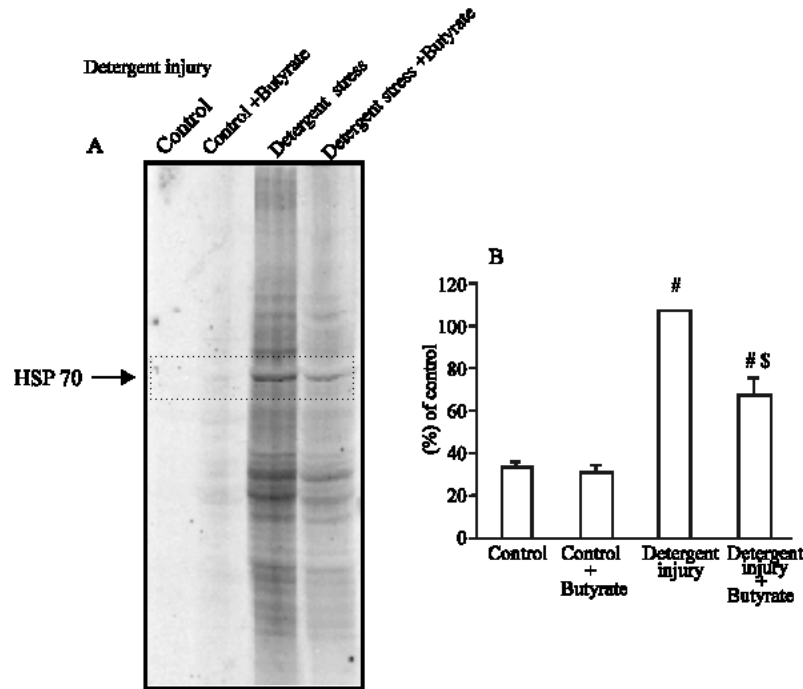 Detergent injury
A
Control
Control +Butyrate
Detergent stress
Detergent stress +Butyrate
HSP 70
B
(%) of control
120
100
80
60
40
20
0
#
# $
Control
Control
+
Butyrate
Detergent
injury
Detergent
injury
+
Butyrate